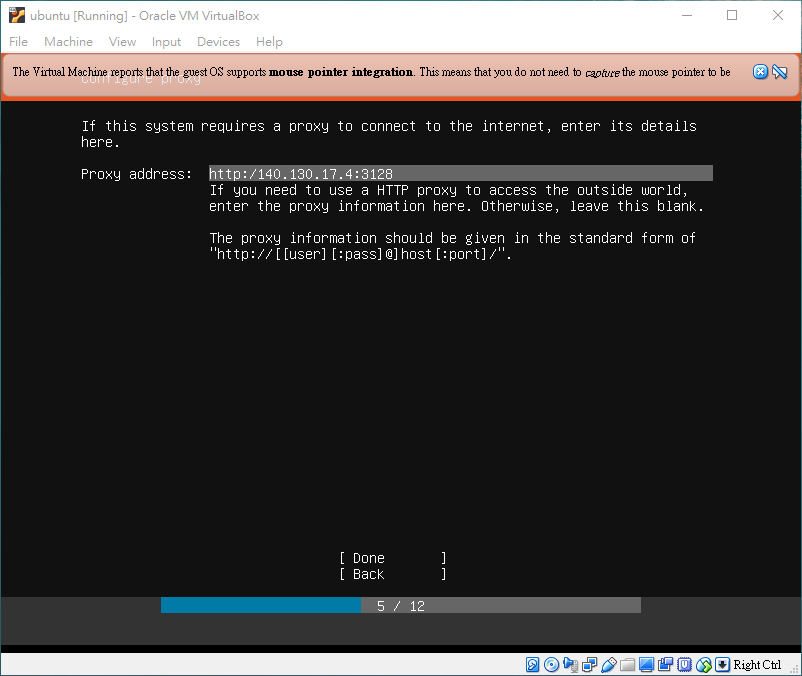 ubuntu [Running] - Oracle VM VirtualBox
File Machine View Input Devices Help
The Virtual Machine reports that the guest OS supports mouse pointer integration. This means that you do not need to capture the mouse pointer to be
Configure proxy
If this system requires a proxy to connect to the internet, enter its details
here.
Proxy address: http:/140.130.17.4:3128
If you need to use a HTTP proxy to access the outside world,
enter the proxy information here. Otherwise, leave this blank.
The proxy information should be given in the standard form of
"http://[[user][:pass]@]host[:port]/".
[ Done ]
[ Back ]
5 / 12
Right Ctrl